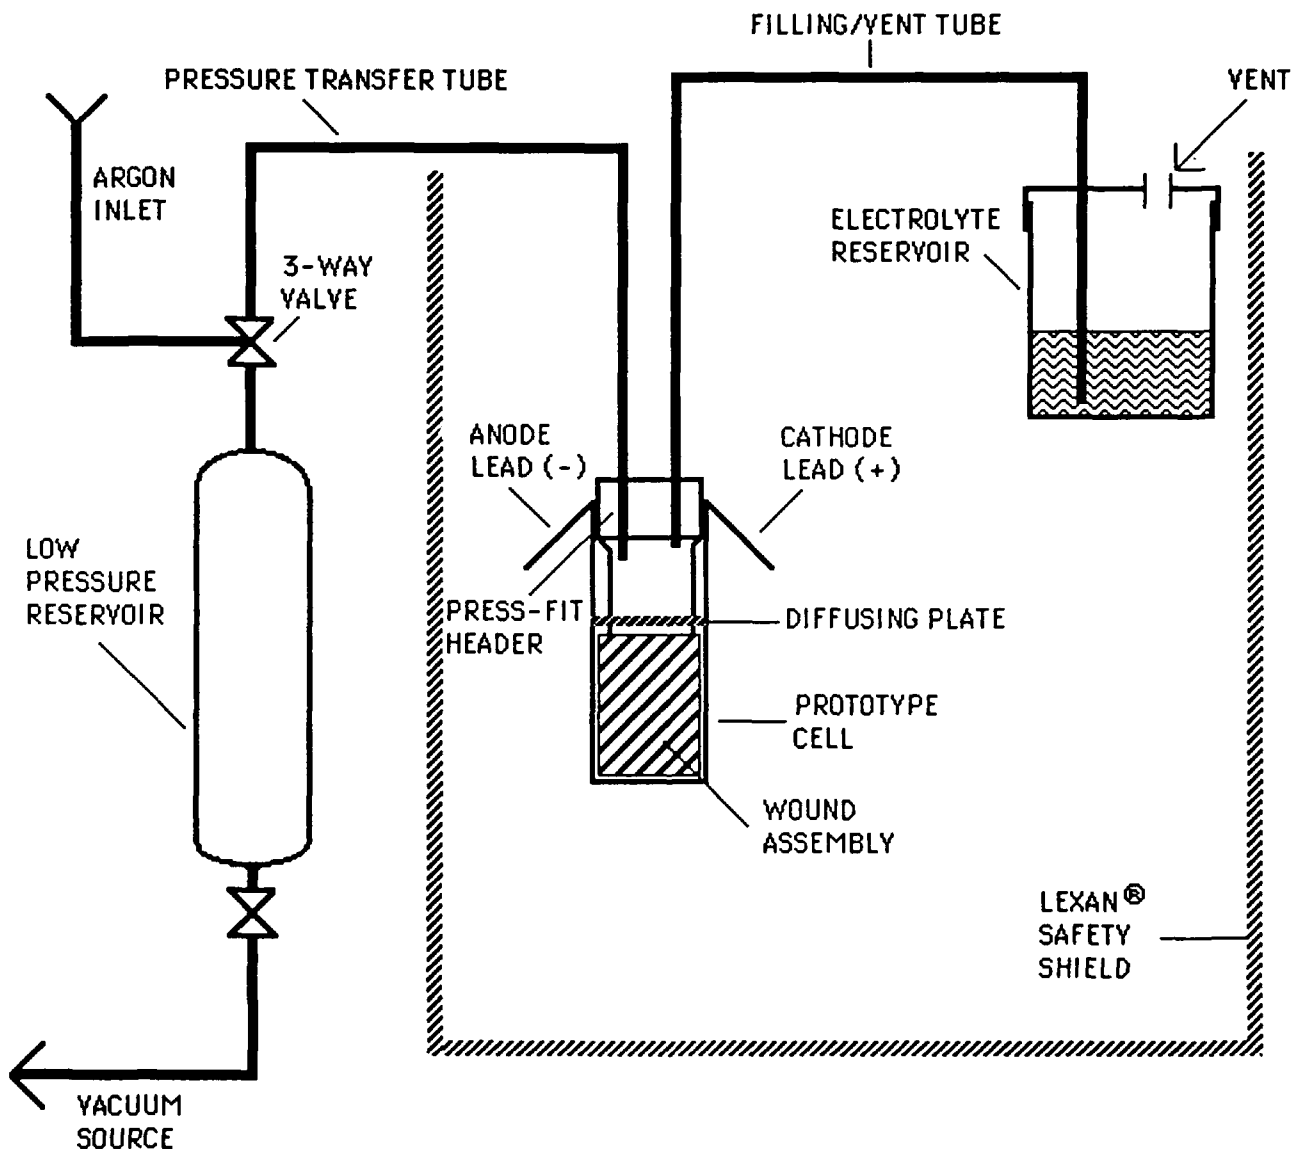 FILLING/VENT TUBE
PRESSURE TRANSFER TUBE
VENT
ARGON
INLET
ELECTROLYTE
RESERVOIR
3-WAY
VALVE
ANODE
LEAD (-)
CATHODE
LEAD (+)
LOW
PRESSURE
RESERVOIR
PRESS-FIT
HEADER
DIFFUSING PLATE
PROTOTYPE
CELL
WOUND
ASSEMBLY
LEXAN®
SAFETY
SHIELD
VACUUM
SOURCE